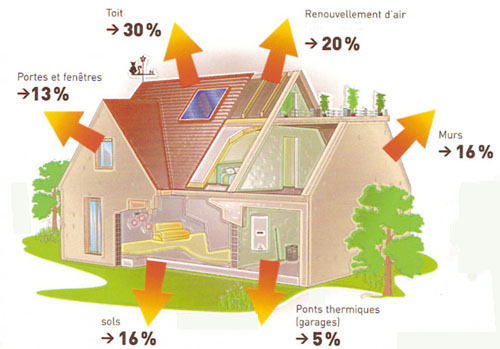 Toit
→30%
Renouvellement d'air
→20%
Portes et fenêtres
→13%
Murs
→16%
sols
→16%
Ponts thermiques
(garages)
→5%